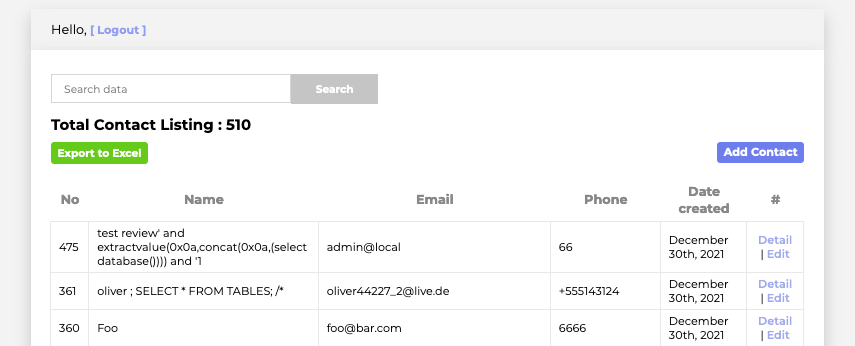 Hello, [ Logout ]
Search data
Search
Total Contact Listing : 510
Export to Excel
Add Contact
No Name Email Phone Date created #
475 test review' and extractvalue(0x0a,concat(0x0a,(select database()))) and '1 admin@local 66 December 30th, 2021 Detail | Edit
361 oliver ; SELECT * FROM TABLES; /* oliver44227_2@live.de +555143124 December 30th, 2021 Detail | Edit
360 Foo foo@bar.com 6666 December 30th, 2021 Detail | Edit